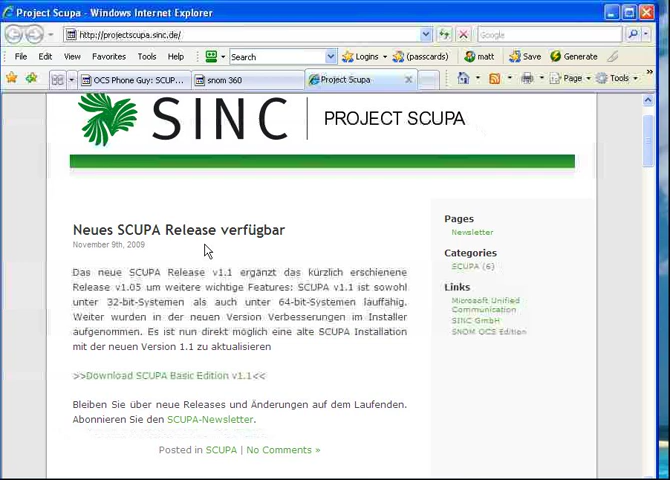 Project Scupa - Windows Internet Explorer
http://projectscupa.sinc.de/
Google
File Edit View Favorites Tools Help Search Logins (passcards) matt Save Generate
OCS Phone Guy: SCUP... snom 360 Project Scupa Page Tools
SINC PROJECT SCUPA
Neues SCUPA Release verfügbar
November 9th, 2009
Das neue SCUPA Release v1.1 ergänzt das kürzlich erschienene
Release v1.05 um weitere wichtige Features: SCUPA v1.1 ist sowohl
unter 32-bit-Systemen als auch unter 64-bit-Systemen lauffähig.
Weiter wurden in der neuen Version Verbesserungen im Installer
aufgenommen. Es ist nun direkt möglich eine alte SCUPA Installation
mit der neuen Version 1.1 zu aktualisieren
>>Download SCUPA Basic Edition v1.1<<
Bleiben Sie über neue Releases und Änderungen auf dem Laufenden.
Abonnieren Sie den SCUPA-Newsletter.
Posted in SCUPA | No Comments »
Pages
Newsletter
Categories
SCUPA (6)
Links
Microsoft Unified
Communication
SINC GmbH
SNOM OCS Edition